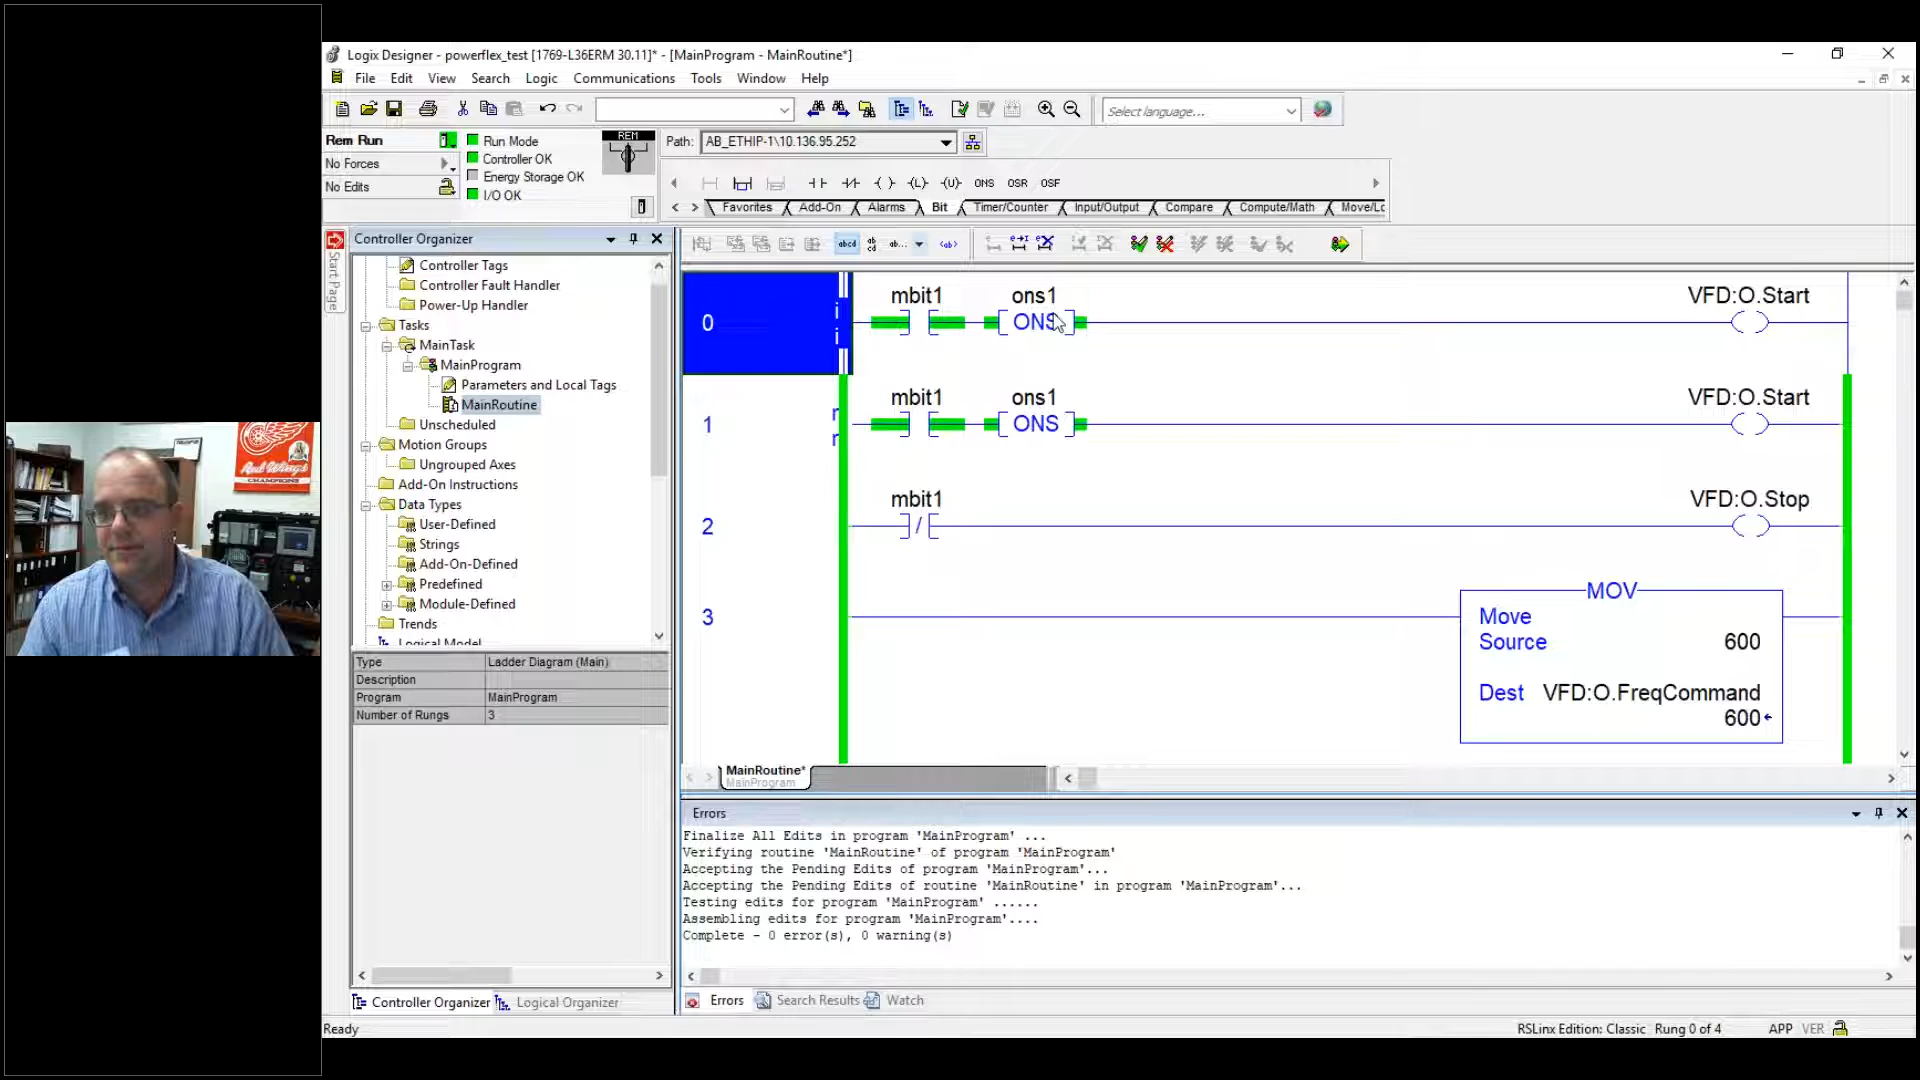 Logix Designer - powerflex_test [1769-L36ERM 30.11]* - [MainProgram - MainRoutine*]
File Edit View Search Logic Communications Tools Window Help
Select language...
Rem Run
No Forces
No Edits
Run Mode
Controller OK
Energy Storage OK
I/O OK
REM
Path: AB_ETHIP-1\10.136.95.252
ONS OSR OSF
Favorites Add-On Alarms Bit Timer/Counter Input/Output Compare Compute/Math Move/Lo
Start Page
Controller Organizer
Controller Tags
Controller Fault Handler
Power-Up Handler
Tasks
MainTask
MainProgram
Parameters and Local Tags
MainRoutine
Unscheduled
Motion Groups
Ungrouped Axes
Add-On Instructions
Data Types
User-Defined
Strings
Add-On-Defined
Predefined
Module-Defined
Trends
Logical Model
Type Ladder Diagram (Main)
Description
Program MainProgram
Number of Rungs 3
Controller Organizer Logical Organizer
mbit1 ons1 VFD:O.Start
0 i i ONS
mbit1 ons1 VFD:O.Start
1 r r ONS
mbit1 VFD:O.Stop
2 /
MOV
3 Move
Source 600
Dest VFD:O.FreqCommand
600
MainRoutine*
MainProgram
Errors
Finalize All Edits in program 'MainProgram' ...
Verifying routine 'MainRoutine' of program 'MainProgram'
Accepting the Pending Edits of program 'MainProgram'...
Accepting the Pending Edits of routine 'MainRoutine' in program 'MainProgram'...
Testing edits for program 'MainProgram' ......
Assembling edits for program 'MainProgram'....
Complete - 0 error(s), 0 warning(s)
Errors Search Results Watch
Ready
RSLinx Edition: Classic Rung 0 of 4 APP VER
Red Wings
CHAMPIONS